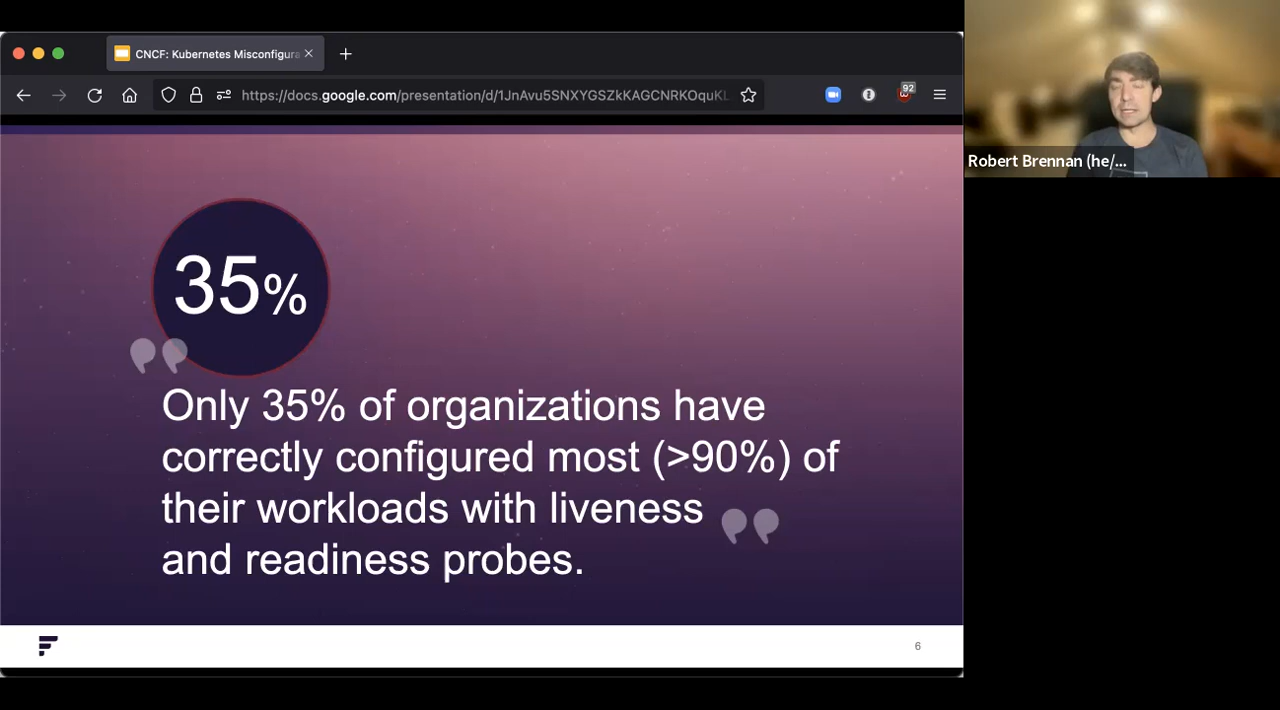 CNCF: Kubernetes Misconfigura
https://docs.google.com/presentation/d/1JnAvu5SNXYGSZkKAGCNRKOquKL
92
Robert Brennan (he/...
35%
Only 35% of organizations have
correctly configured most (>90%) of
their workloads with liveness
and readiness probes.
6